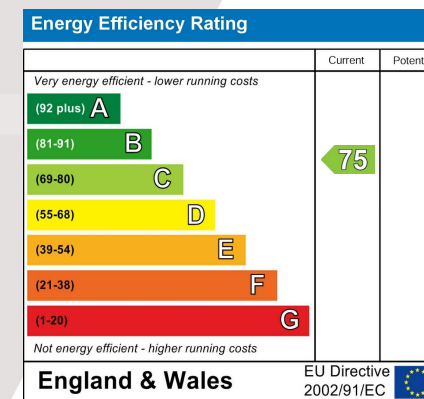 Energy Efficiency Rating
Current Potent
Very energy efficient - lower running costs
(92 plus) A
(81-91) B
75
(69-80) C
(55-68) D
(39-54) E
(21-38) F
(1-20) G
Not energy efficient - higher running costs
England & Wales
EU Directive
2002/91/EC